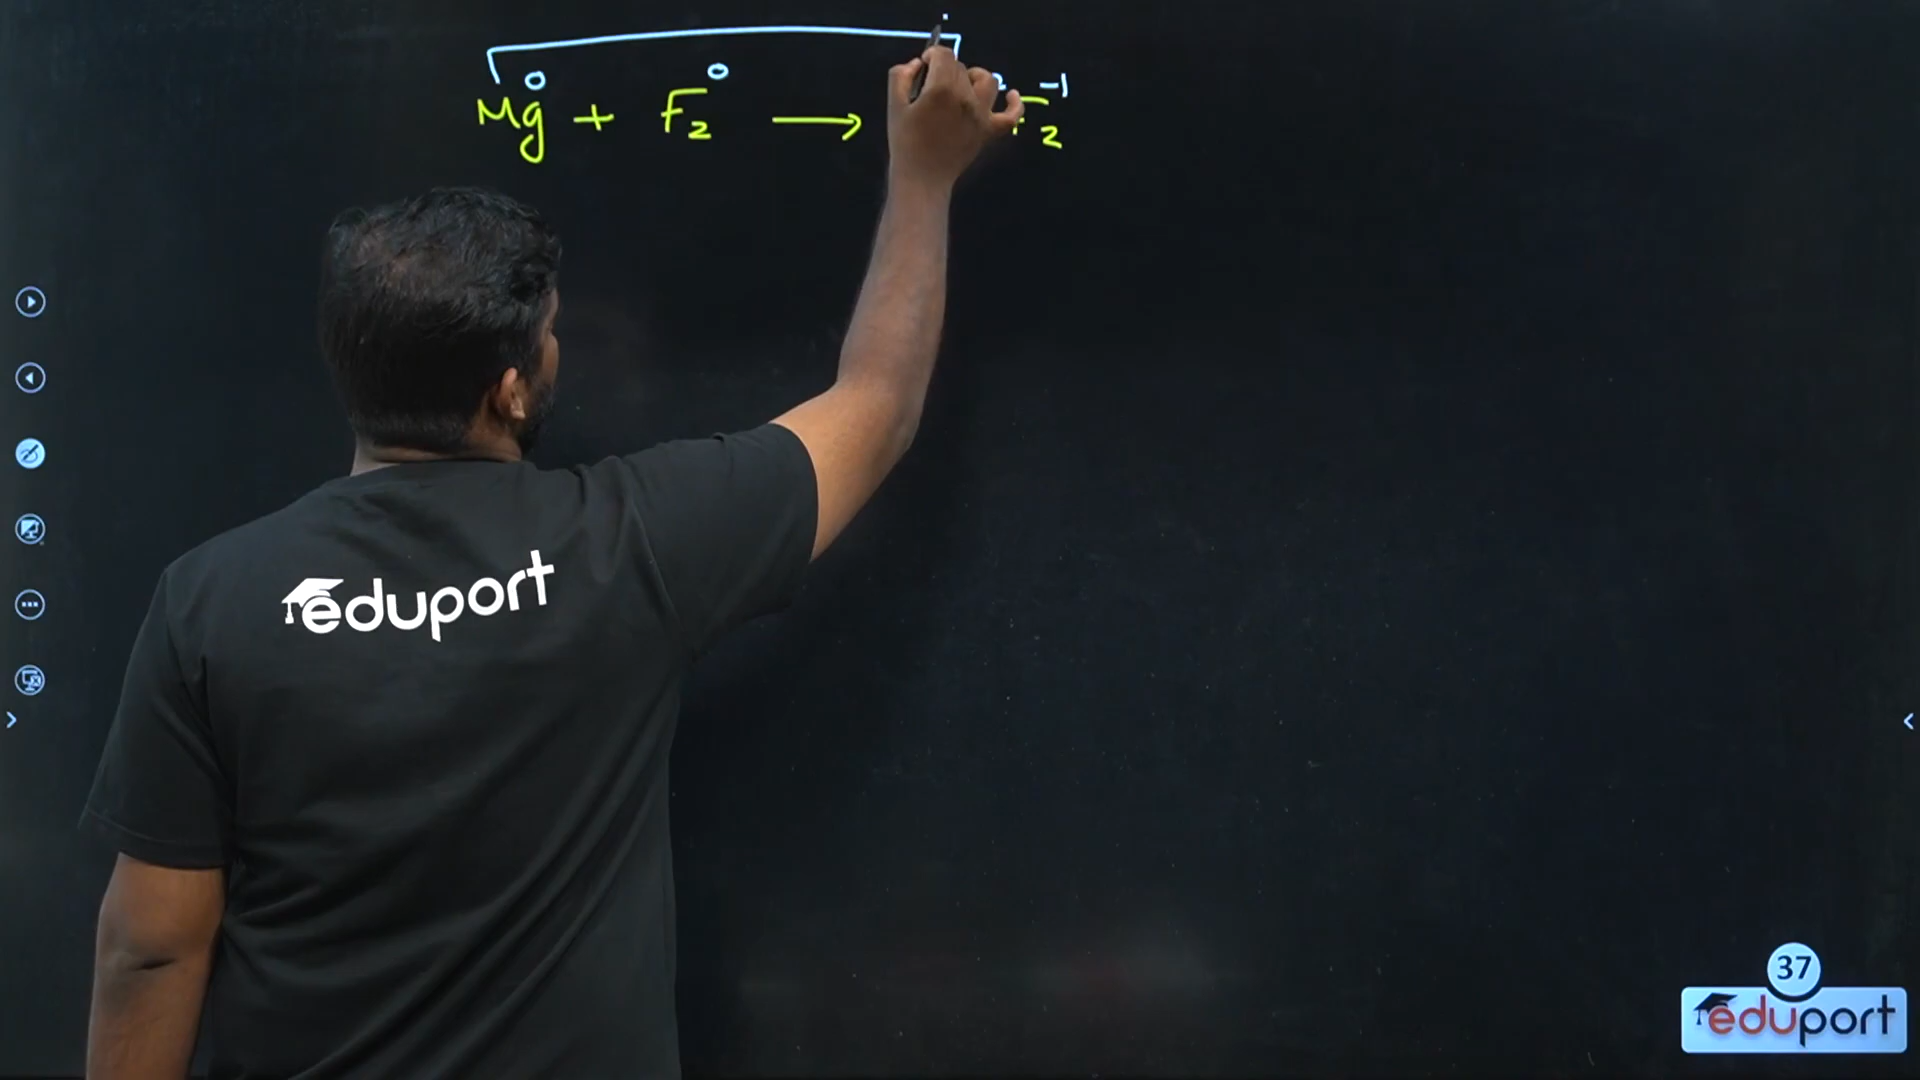 0 0 -1
Mg + F₂ → F₂
eduport
37
eduport